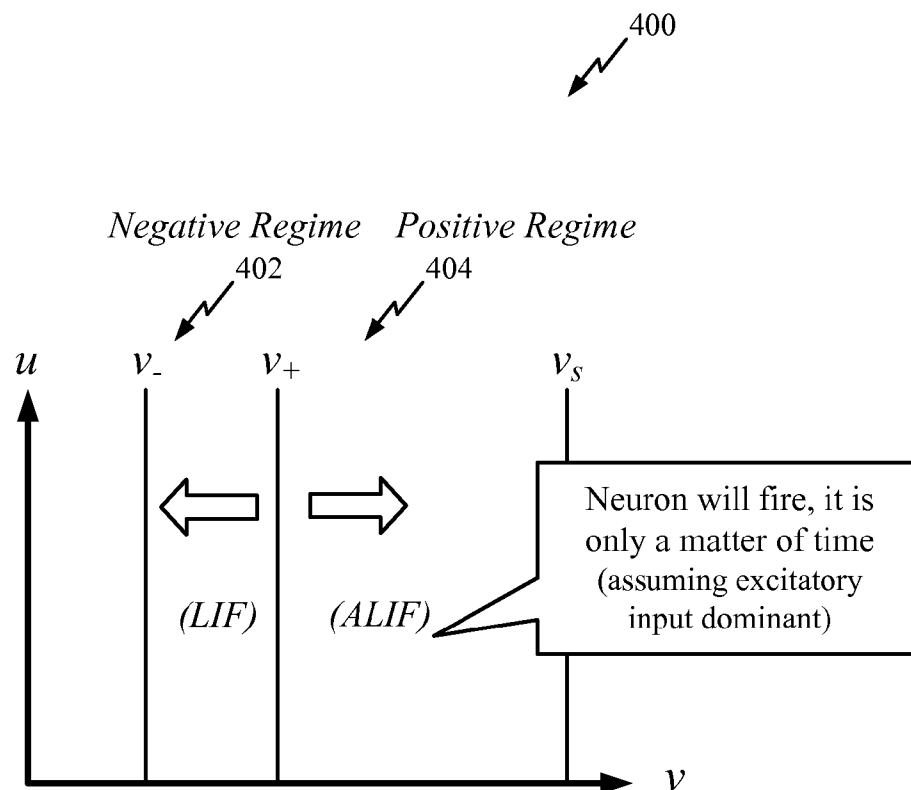 400
Negative Regime Positive Regime
402 404
u v- v+ vs
Neuron will fire, it is
only a matter of time
(assuming excitatory
input dominant)
(LIF) (ALIF)
v